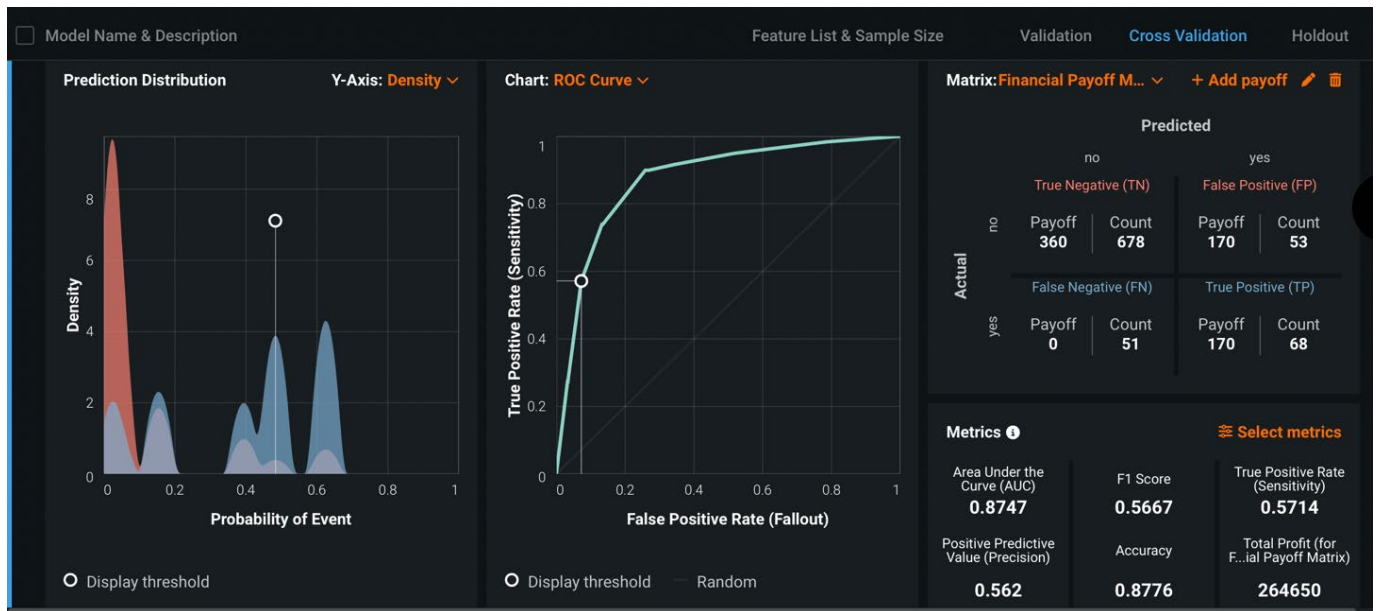 Model Name & Description Feature List & Sample Size Validation Cross Validation Holdout
Prediction Distribution Y-Axis: Density
8
6
4
2
0
Density
0 0.2 0.4 0.6 0.8 1
Probability of Event
Display threshold
Chart: ROC Curve
1
0.8
0.6
0.4
0.2
0
True Positive Rate (Sensitivity)
0 0.2 0.4 0.6 0.8 1
False Positive Rate (Fallout)
Display threshold Random
Matrix:Financial Payoff M... + Add payoff
Predicted
no yes
Actual
no
yes
True Negative (TN) False Positive (FP)
Payoff Count Payoff Count
360 678 170 53
False Negative (FN) True Positive (TP)
Payoff Count Payoff Count
0 51 170 68
Metrics Select metrics
Area Under the
Curve (AUC)
0.8747
F1 Score
0.5667
True Positive Rate
(Sensitivity)
0.5714
Positive Predictive
Value (Precision)
0.562
Accuracy
0.8776
Total Profit (for
F...ial Payoff Matrix)
264650